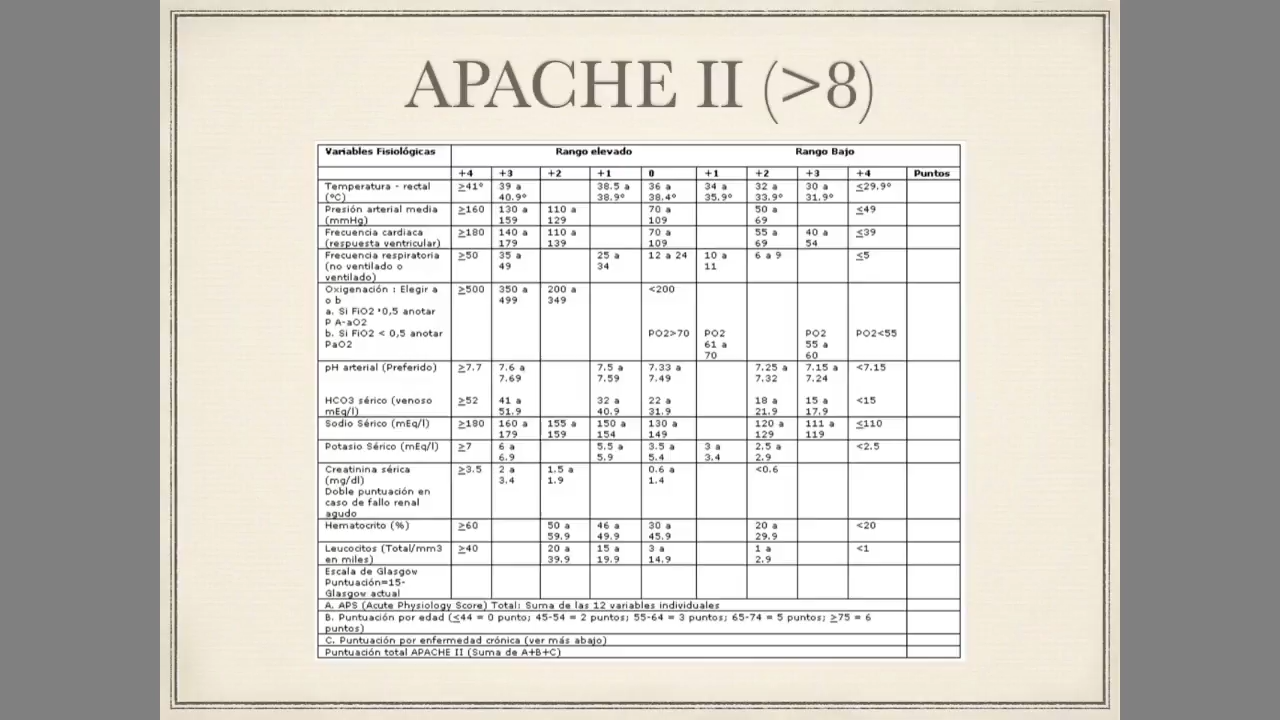 APACHE II (>8)
Variables Fisiológicas Rango elevado Rango Bajo
+4 +3 +2 +1 0 +1 +2 +3 +4 Puntos
Temperatura - rectal ≥41° 39 a 38.5 a 36 a 34 a 32 a 30 a ≤29.9°
(°C) 40.9° 38.9° 38.4° 35.9° 33.9° 31.9°
Presión arterial media ≥160 130 a 110 a 70 a 50 a ≤49
(mmHg) 159 129 109 69
Frecuencia cardiaca ≥180 140 a 110 a 70 a 55 a 40 a ≤39
(respuesta ventricular) 179 139 109 69 54
Frecuencia respiratoria ≥50 35 a 25 a 12 a 24 10 a 6 a 9 ≤5
(no ventilado o 49 34 11
ventilado)
Oxigenación : Elegir a ≥500 350 a 200 a <200
o b 499 349
a. Si FiO2 °0,5 anotar
P A-aO2
b. Si FiO2 < 0,5 anotar PO2>70 PO2 PO2 PO2<55
PaO2 61 a 55 a
70 60
pH arterial (Preferido) ≥7.7 7.6 a 7.5 a 7.33 a 7.25 a 7.15 a <7.15
7.69 7.59 7.49 7.32 7.24
HCO3 sérico (venoso ≥52 41 a 32 a 22 a 18 a 15 a <15
mEq/l) 51.9 40.9 31.9 21.9 17.9
Sodio Sérico (mEq/l) ≥180 160 a 155 a 150 a 130 a 120 a 111 a ≤110
179 159 154 149 129 119
Potasio Sérico (mEq/l) ≥7 6 a 5.5 a 3.5 a 3 a 2.5 a <2.5
6.9 5.9 5.4 3.4 2.9
Creatinina sérica ≥3.5 2 a 1.5 a 0.6 a <0.6
(mg/dl) 3.4 1.9 1.4
Doble puntuación en
caso de fallo renal
agudo
Hematocrito (%) ≥60 50 a 46 a 30 a 20 a <20
59.9 49.9 45.9 29.9
Leucocitos (Total/mm3 ≥40 20 a 15 a 3 a 1 a <1
en miles) 39.9 19.9 14.9 2.9
Escala de Glasgow
Puntuación=15-
Glasgow actual
A. APS (Acute Physiology Score) Total: Suma de las 12 variables individuales
B. Puntuación por edad (≤44 = 0 punto; 45-54 = 2 puntos; 55-64 = 3 puntos; 65-74 = 5 puntos; ≥75 = 6
puntos)
C. Puntuación por enfermedad crónica (ver más abajo)
Puntuación total APACHE II (Suma de A+B+C)